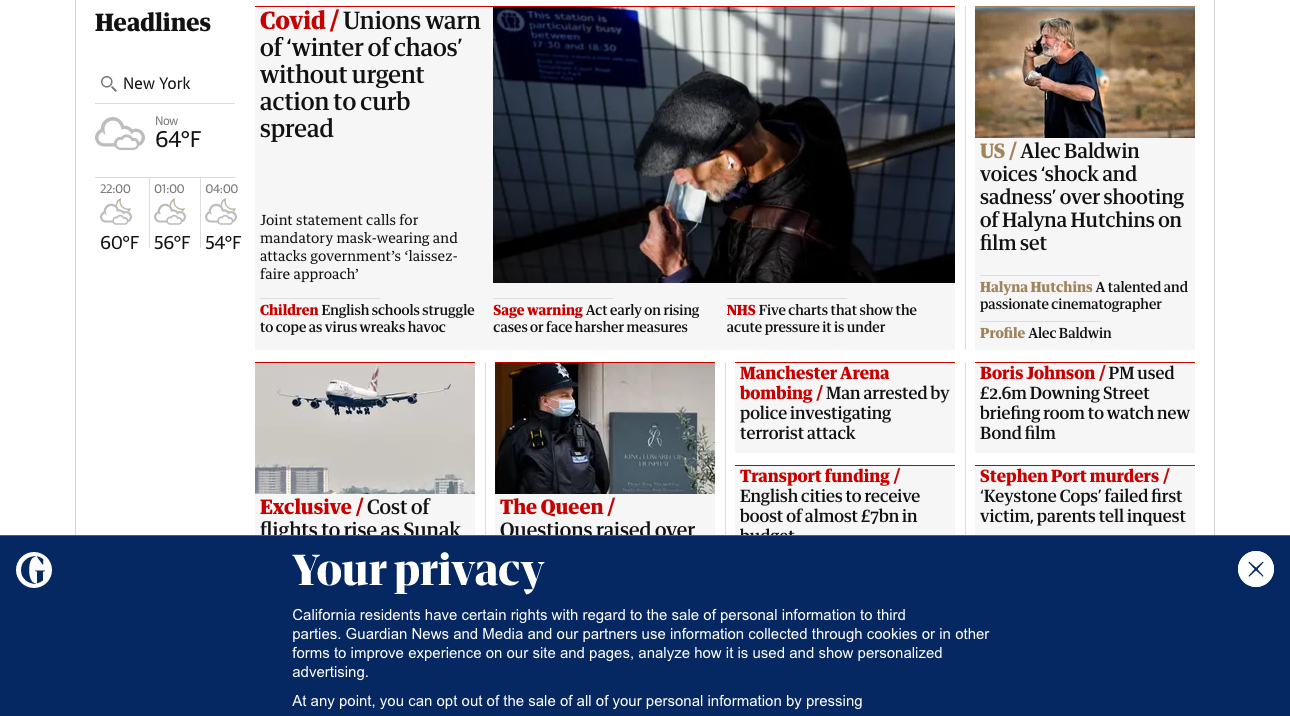 Headlines
New York
Now
64°F
22:00
01:00
04:00
60°F
56°F
54°F
Covid / Unions warn
of ‘winter of chaos’
without urgent
action to curb
spread
Joint statement calls for
mandatory mask-wearing and
attacks government’s ‘laissez-
faire approach’
This station is
particularly busy
between
17:30 and 18:30
Children English schools struggle
to cope as virus wreaks havoc
Sage warning Act early on rising
cases or face harsher measures
NHS Five charts that show the
acute pressure it is under
US / Alec Baldwin
voices ‘shock and
sadness’ over shooting
of Halyna Hutchins on
film set
Halyna Hutchins A talented and
passionate cinematographer
Profile Alec Baldwin
Exclusive / Cost of
flights to rise as Sunak
KING EDWARD VII
HOSPITAL
The Queen /
Questions raised over
Manchester Arena
bombing / Man arrested by
police investigating
terrorist attack
Transport funding /
English cities to receive
boost of almost £7bn in
budget
Boris Johnson / PM used
£2.6m Downing Street
briefing room to watch new
Bond film
Stephen Port murders /
‘Keystone Cops’ failed first
victim, parents tell inquest
Your privacy
California residents have certain rights with regard to the sale of personal information to third
parties. Guardian News and Media and our partners use information collected through cookies or in other
forms to improve experience on our site and pages, analyze how it is used and show personalized
advertising.
At any point, you can opt out of the sale of all of your personal information by pressing